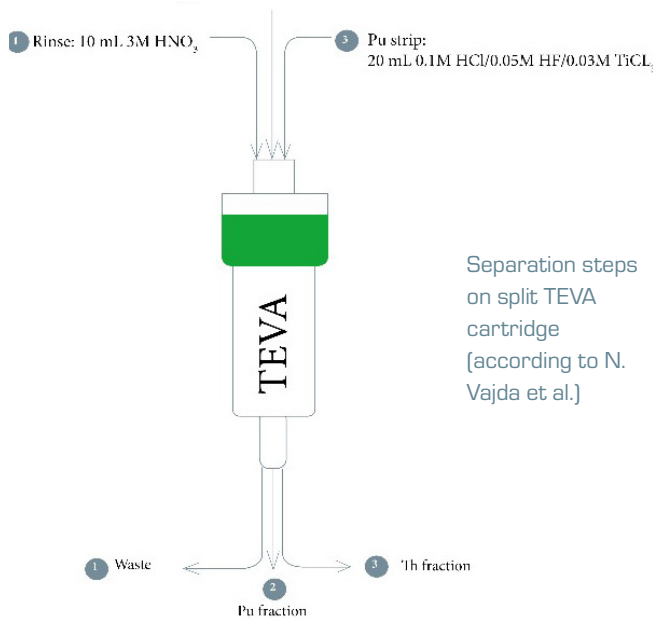 1 Rinse: 10 mL 3M HNO₃
3 Pu strip:
20 mL 0.1M HCl/0.05M HF/0.03M TiCL₃
TEVA
Separation steps
on split TEVA
cartridge
(according to N.
Vajda et al.)
1 Waste
3 Th fraction
2
Pu fraction